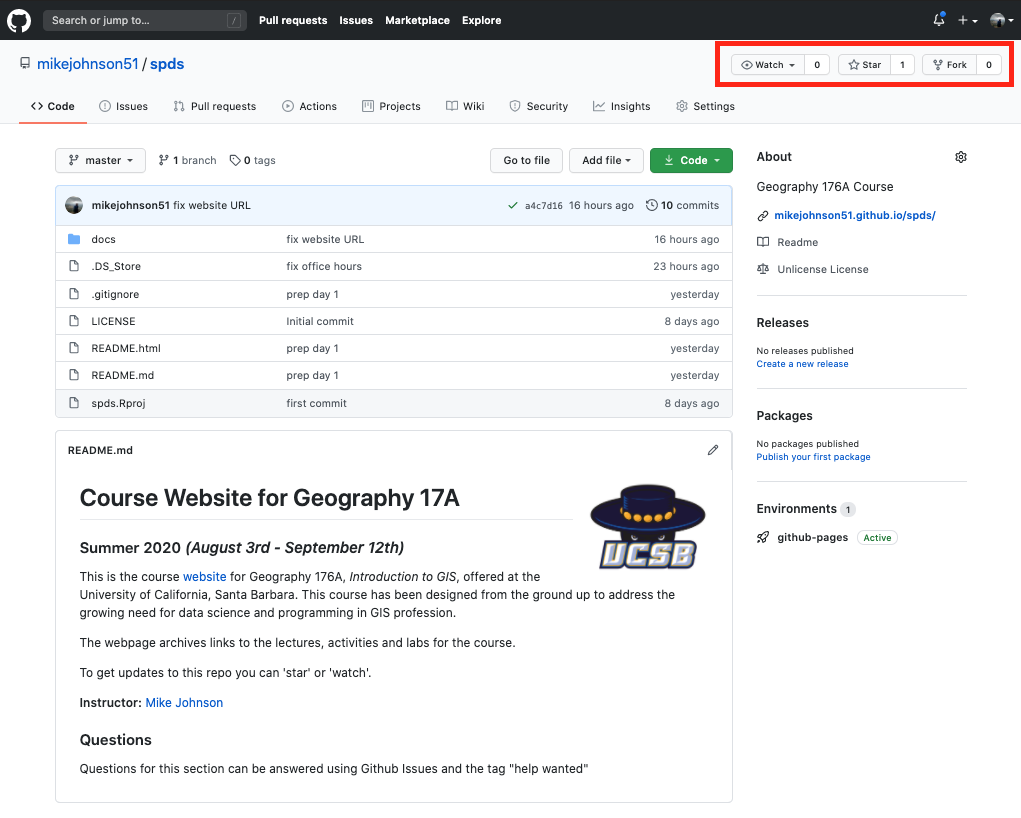 Search or jump to... /
Pull requests Issues Marketplace Explore
mikejohnson51 / spds
Watch 0 Star 1 Fork 0
Code Issues Pull requests Actions Projects Wiki Security Insights Settings
master 1 branch 0 tags Go to file Add file Code
mikejohnson51 fix website URL a4c7d16 16 hours ago 10 commits
docs fix website URL 16 hours ago
.DS_Store fix office hours 23 hours ago
.gitignore prep day 1 yesterday
LICENSE Initial commit 8 days ago
README.html prep day 1 yesterday
README.md prep day 1 yesterday
spds.Rproj first commit 8 days ago
README.md
Course Website for Geography 17A
UCSB
Summer 2020 (August 3rd - September 12th)
This is the course website for Geography 176A, Introduction to GIS, offered at the
University of California, Santa Barbara. This course has been designed from the ground up to address the
growing need for data science and programming in GIS profession.
The webpage archives links to the lectures, activities and labs for the course.
To get updates to this repo you can 'star' or 'watch'.
Instructor: Mike Johnson
Questions
Questions for this section can be answered using Github Issues and the tag "help wanted"
About
Geography 176A Course
mikejohnson51.github.io/spds/
Readme
Unlicense License
Releases
No releases published
Create a new release
Packages
No packages published
Publish your first package
Environments 1
github-pages Active